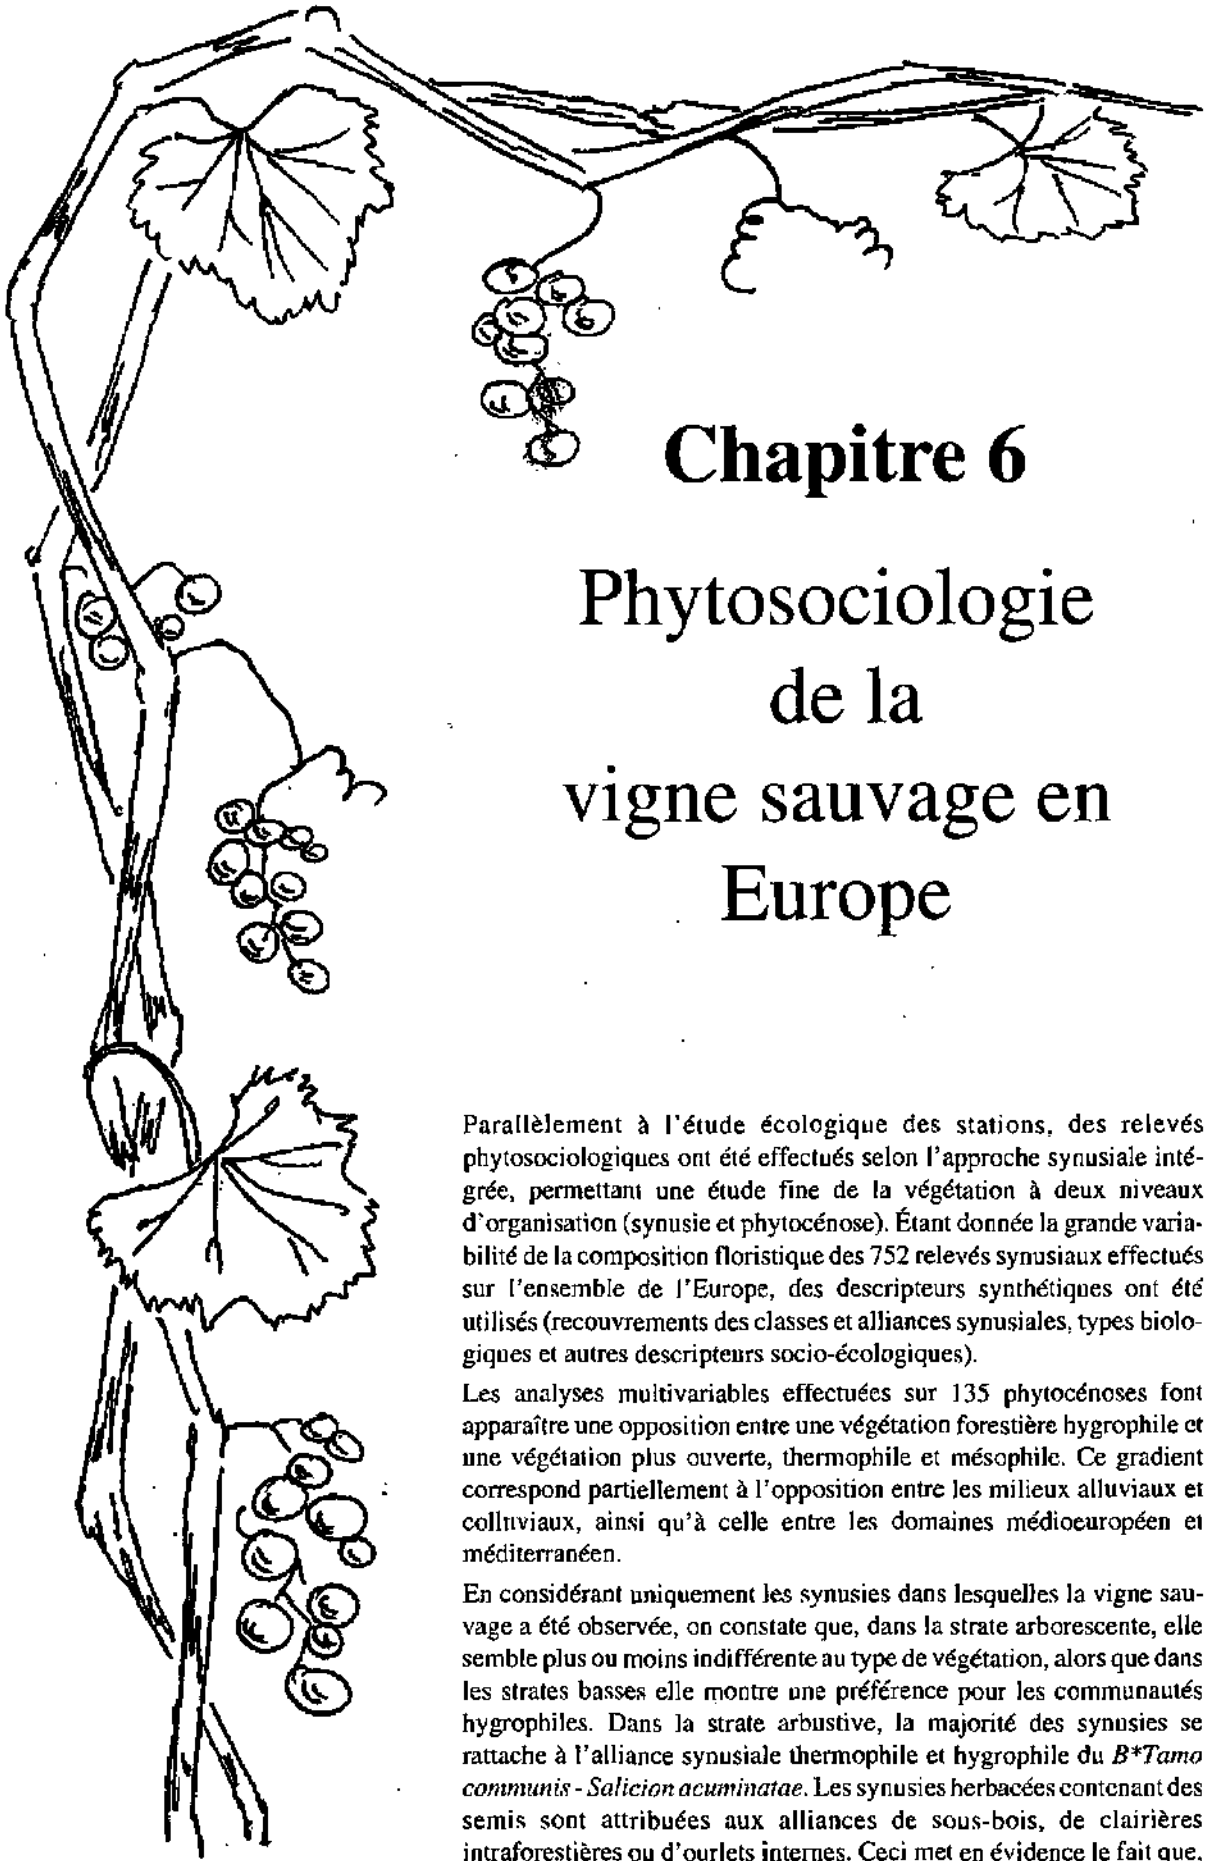 Chapitre 6
Phytosociologie
de la
vigne sauvage en
Europe
Parallèlement à l'étude écologique des stations, des relevés
phytosociologiques ont été effectués selon l'approche synusiale inté-
grée, permettant une étude fine de la végétation à deux niveaux
d'organisation (synusie et phytocénose). Étant donnée la grande varia-
bilité de la composition floristique des 752 relevés synusiaux effectués
sur l'ensemble de l'Europe, des descripteurs synthétiques ont été
utilisés (recouvrements des classes et alliances synusiales, types biolo-
giques et autres descripteurs socio-écologiques).
Les analyses multivariables effectuées sur 135 phytocénoses font
apparaître une opposition entre une végétation forestière hygrophile et
une végétation plus ouverte, thermophile et mésophile. Ce gradient
correspond partiellement à l'opposition entre les milieux alluviaux et
colluviaux, ainsi qu'à celle entre les domaines médioeuropéen et
méditerranéen.
En considérant uniquement les synusies dans lesquelles la vigne sau-
vage a été observée, on constate que, dans la strate arborescente, elle
semble plus ou moins indifférente au type de végétation, alors que dans
les strates basses elle montre une préférence pour les communautés
hygrophiles. Dans la strate arbustive, la majorité des synusies se
rattache à l'alliance synusiale thermophile et hygrophile du B*Tamo
communis - Salicion acuminatae. Les synusies herbacées contenant des
semis sont attribuées aux alliances de sous-bois, de clairières
intraforestières ou d'ourlets internes. Ceci met en évidence le fait que,